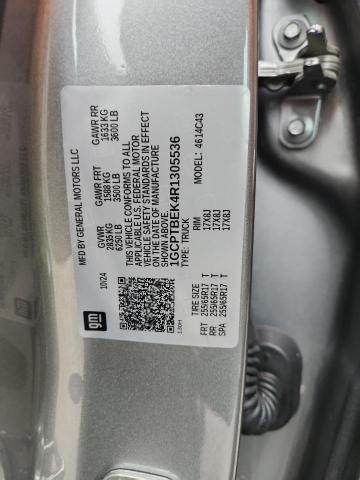 MFD BY GENERAL MOTORS LLC
10/24
GVWR
2835 KG
6250 LB
GAWR FRT
1588 KG
3500 LB
GAWR RR
1633 KG
3600 LB
THIS VEHICLE CONFORMS TO ALL
APPLICABLE U.S. FEDERAL MOTOR
VEHICLE SAFETY STANDARDS IN EFFECT
ON THE DATE OF MANUFACTURE
SHOWN ABOVE.
1GCPTBEK4R1305536
TYPE: TRUCK
MODEL: 4614C43
gm
TIRE SIZE
RIM
FRT 255/65R17 T 17X8J
RR 255/65R17 T 17X8J
SPA 255/65R17 T 17X8J